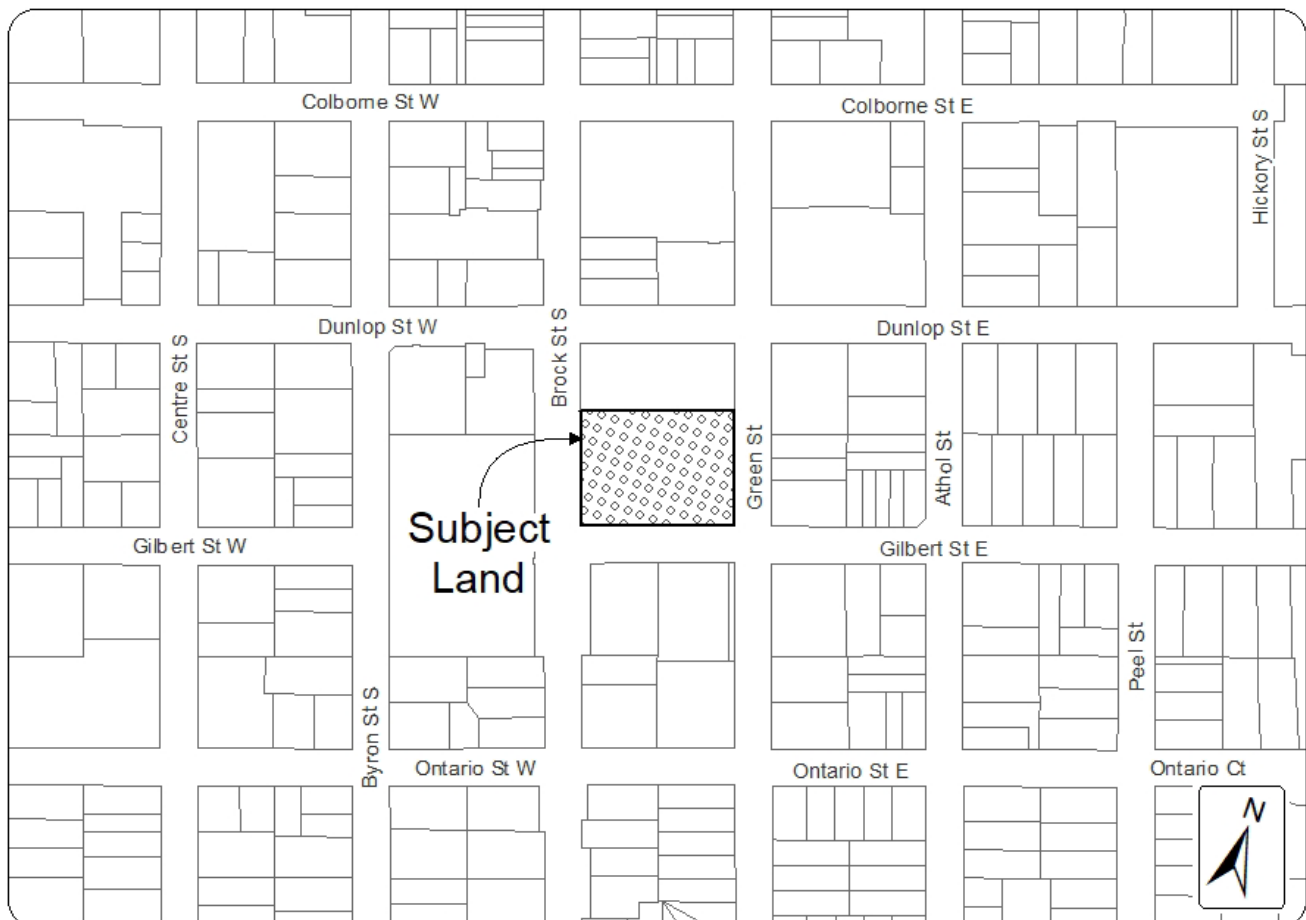 Colborne St W
Colborne St E
Hickory St S
Dunlop St W
Dunlop St E
Brock St S
Centre St S
Green St
Athol St
Subject
Land
Gilbert St W
Gilbert St E
Peel St
Byron St S
Ontario St W
Ontario St E
Ontario Ct
N